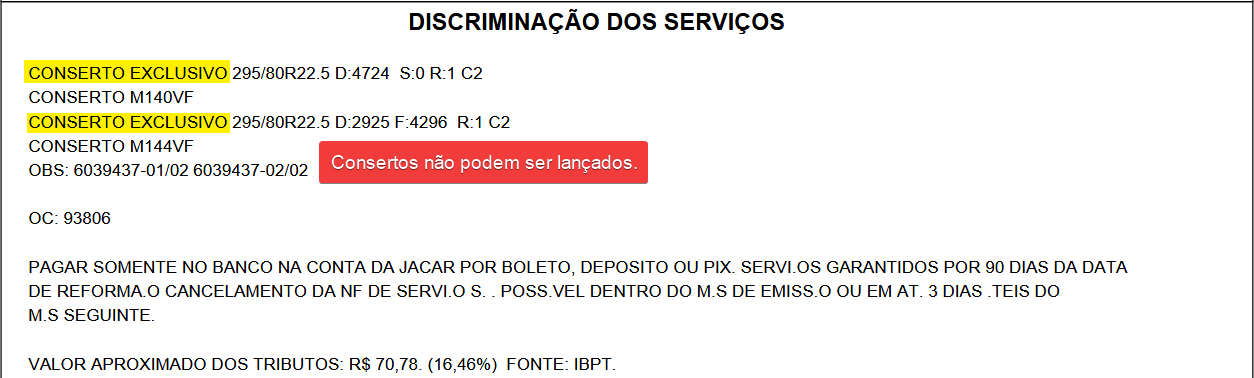 DISCRIMINAÇÃO DOS SERVIÇOS
CONSERTO EXCLUSIVO 295/80R22.5 D:4724 S:0 R:1 C2
CONSERTO M140VF
CONSERTO EXCLUSIVO 295/80R22.5 D:2925 F:4296 R:1 C2
CONSERTO M144VF
OBS: 6039437-01/02 6039437-02/02
Consertos não podem ser lançados.
OC: 93806
PAGAR SOMENTE NO BANCO NA CONTA DA JACAR POR BOLETO, DEPOSITO OU PIX. SERVI.OS GARANTIDOS POR 90 DIAS DA DATA
DE REFORMA.O CANCELAMENTO DA NF DE SERVI.O S. . POSS.VEL DENTRO DO M.S DE EMISS.O OU EM AT. 3 DIAS .TEIS DO
M.S SEGUINTE.
VALOR APROXIMADO DOS TRIBUTOS: R$ 70,78. (16,46%) FONTE: IBPT.